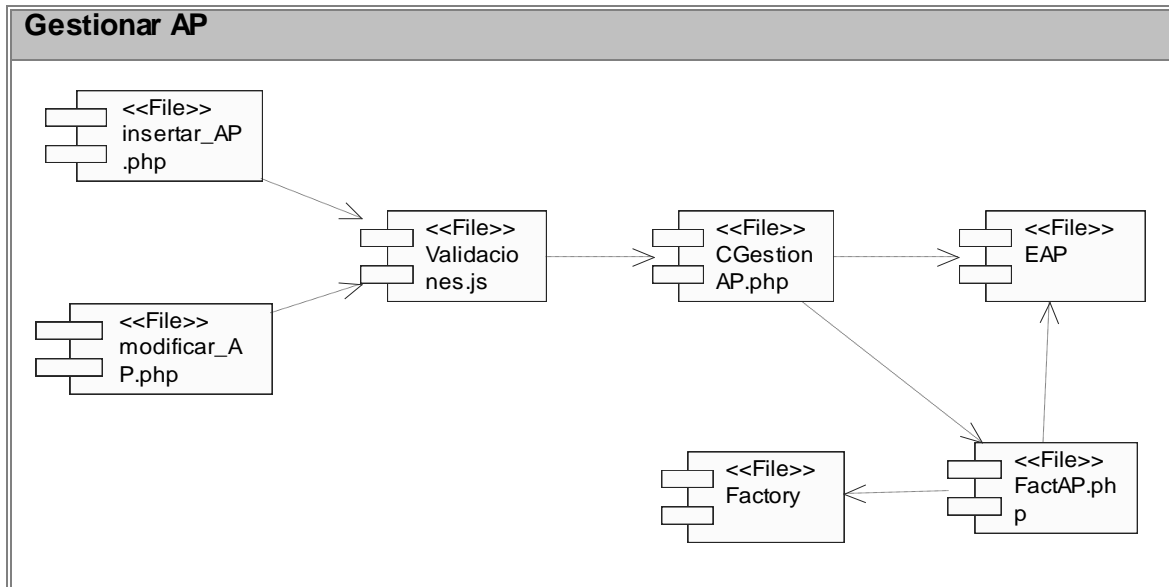 Gestionar AP
<<File>>
insertar_AP
.php
<<File>>
modificar_A
P.php
<<File>>
Validacio
nes.js
<<File>>
CGestion
AP.php
<<File>>
EAP
<<File>>
Factory
<<File>>
FactAP.ph
p